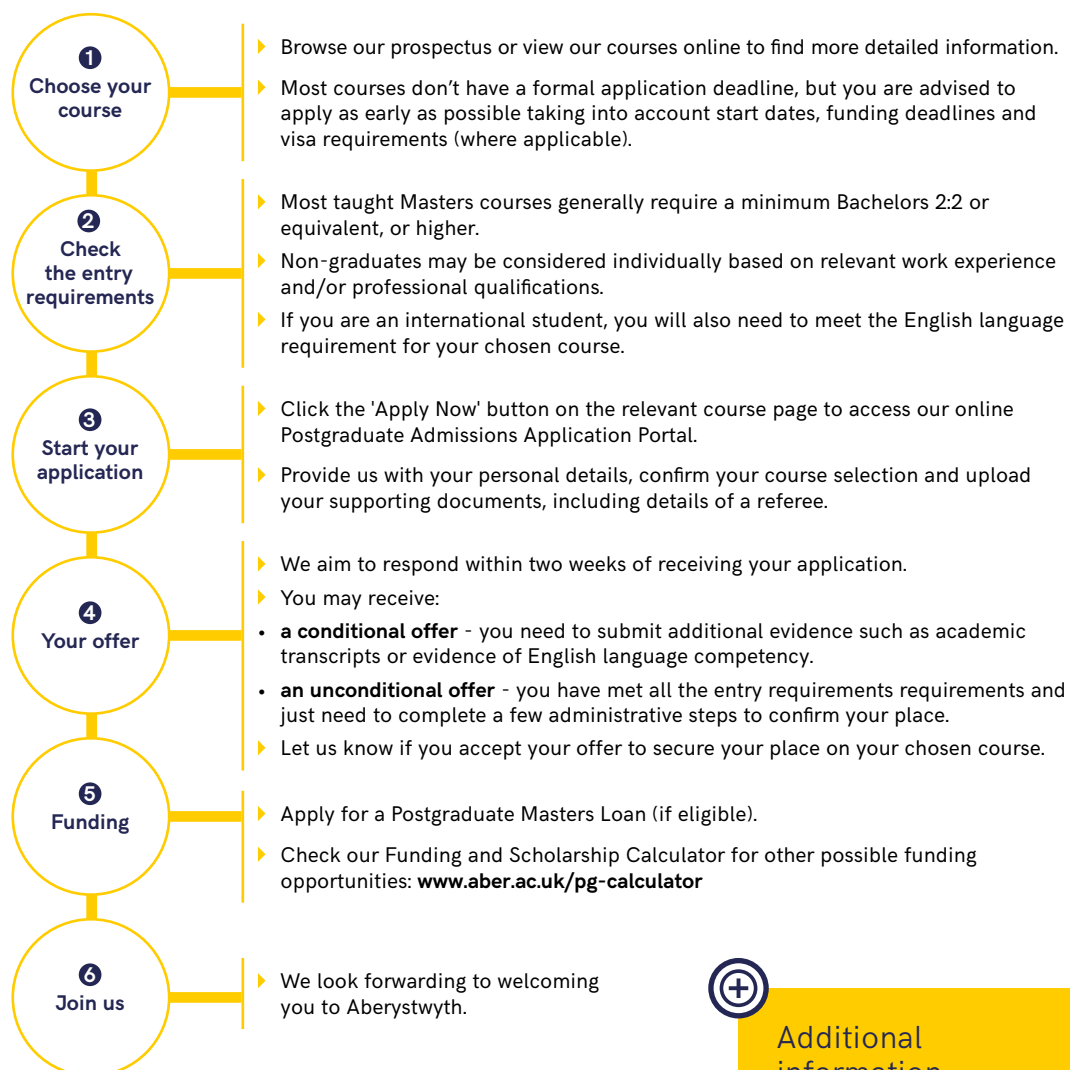 ❶
Choose your
course
Browse our prospectus or view our courses online to find more detailed information.
Most courses don’t have a formal application deadline, but you are advised to
apply as early as possible taking into account start dates, funding deadlines and
visa requirements (where applicable).
❷
Check
the entry
requirements
Most taught Masters courses generally require a minimum Bachelors 2:2 or
equivalent, or higher.
Non-graduates may be considered individually based on relevant work experience
and/or professional qualifications.
If you are an international student, you will also need to meet the English language
requirement for your chosen course.
❸
Start your
application
Click the 'Apply Now' button on the relevant course page to access our online
Postgraduate Admissions Application Portal.
Provide us with your personal details, confirm your course selection and upload
your supporting documents, including details of a referee.
❹
Your offer
We aim to respond within two weeks of receiving your application.
You may receive:
• a conditional offer - you need to submit additional evidence such as academic
transcripts or evidence of English language competency.
• an unconditional offer - you have met all the entry requirements requirements and
just need to complete a few administrative steps to confirm your place.
Let us know if you accept your offer to secure your place on your chosen course.
❺
Funding
Apply for a Postgraduate Masters Loan (if eligible).
Check our Funding and Scholarship Calculator for other possible funding
opportunities: www.aber.ac.uk/pg-calculator
❻
Join us
We look forwarding to welcoming
you to Aberystwyth.
Additional
information